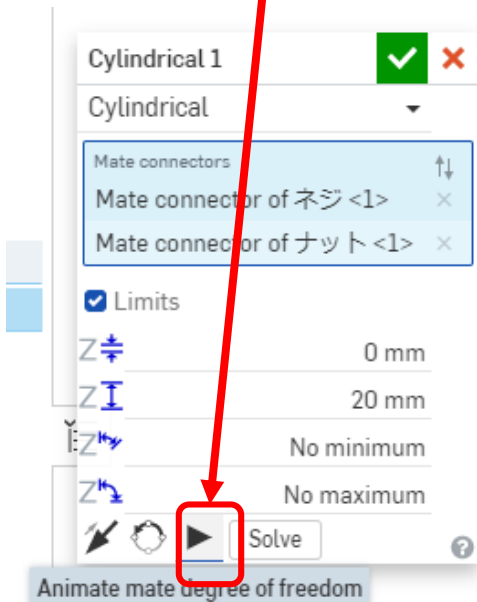 Cylindrical 1
Cylindrical
Mate connectors
Mate connector of ネジ <1>
Mate connector of ナット <1>
Limits
Z 0 mm
Z 20 mm
Z No minimum
Z No maximum
Solve
Animate mate degree of freedom